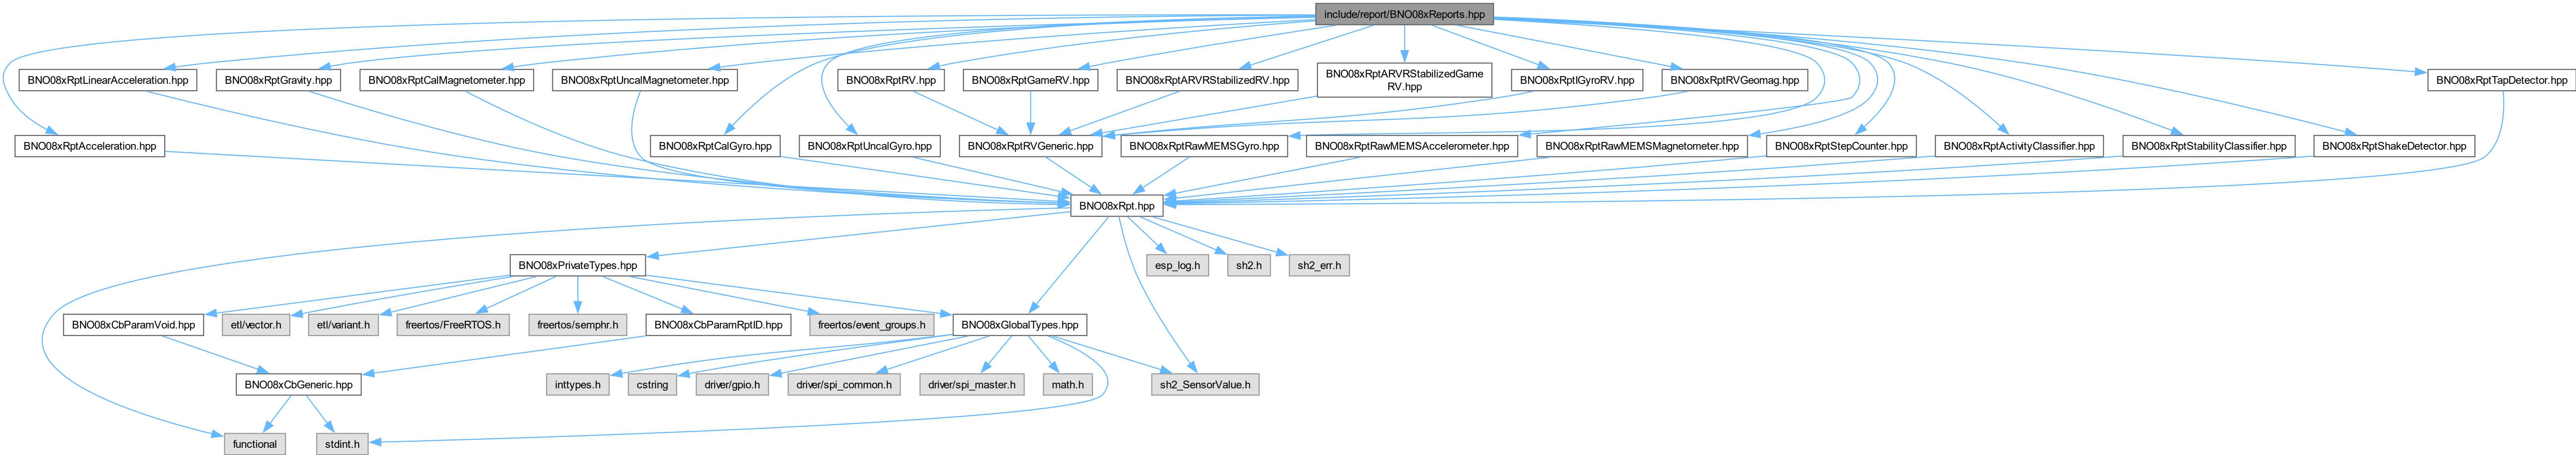 include/report/BNO08xReports.hpp
BNO08xRptLinearAcceleration.hpp
BNO08xRptGravity.hpp
BNO08xRptCalMagnetometer.hpp
BNO08xRptUncalMagnetometer.hpp
BNO08xRptRV.hpp
BNO08xRptGameRV.hpp
BNO08xRptARVRStabilizedRV.hpp
BNO08xRptARVRStabilizedGame
RV.hpp
BNO08xRptIGyroRV.hpp
BNO08xRptRVGeomag.hpp
BNO08xRptTapDetector.hpp
BNO08xRptAcceleration.hpp
BNO08xRptCalGyro.hpp
BNO08xRptUncalGyro.hpp
BNO08xRptRVGeneric.hpp
BNO08xRptRawMEMSGyro.hpp
BNO08xRptRawMEMSAccelerometer.hpp
BNO08xRptRawMEMSMagnetometer.hpp
BNO08xRptStepCounter.hpp
BNO08xRptActivityClassifier.hpp
BNO08xRptStabilityClassifier.hpp
BNO08xRptShakeDetector.hpp
BNO08xRpt.hpp
BNO08xPrivateTypes.hpp
esp_log.h
sh2.h
sh2_err.h
BNO08xCbParamVoid.hpp
etl/vector.h
etl/variant.h
freertos/FreeRTOS.h
freertos/semphr.h
BNO08xCbParamRptID.hpp
freertos/event_groups.h
BNO08xGlobalTypes.hpp
BNO08xCbGeneric.hpp
inttypes.h
cstring
driver/gpio.h
driver/spi_common.h
driver/spi_master.h
math.h
sh2_SensorValue.h
functional
stdint.h